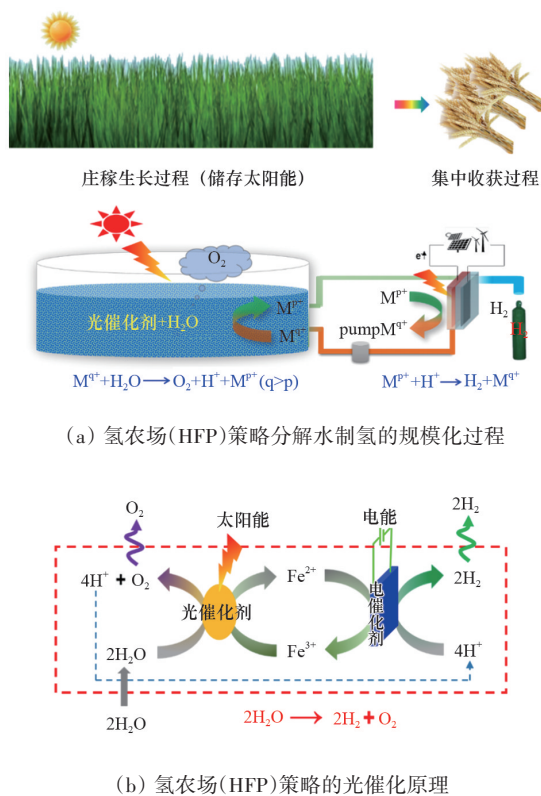 庄稼生长过程（储存太阳能）
集中收获过程
O₂
光催化剂+H₂O
Mᵖ⁺
M𐞥⁺
e
Mᵖ⁺
pumpM𐞥⁺
H₂
H₂
M𐞥⁺+H₂O→O₂+H⁺+Mᵖ⁺(q>p)
Mᵖ⁺+H⁺→H₂+M𐞥⁺
(a) 氢农场(HFP)策略分解水制氢的规模化过程
O₂
太阳能
电能
2H₂
4H⁺+O₂
光催化剂
Fe²⁺
电催化剂
2H₂
2H₂O
Fe³⁺
4H⁺
2H₂O
2H₂O→2H₂+O₂
(b) 氢农场(HFP)策略的光催化原理